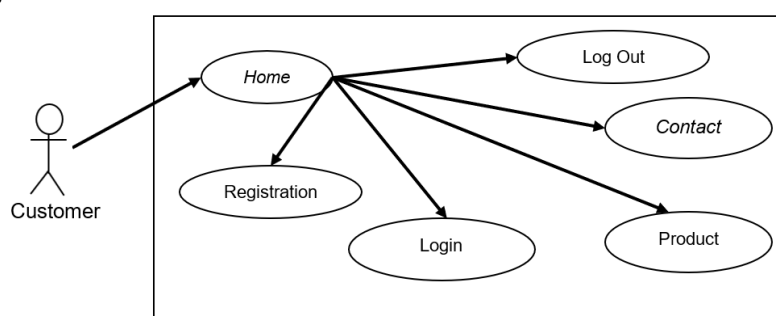 Log Out
Home
Contact
Registration
Customer
Login
Product